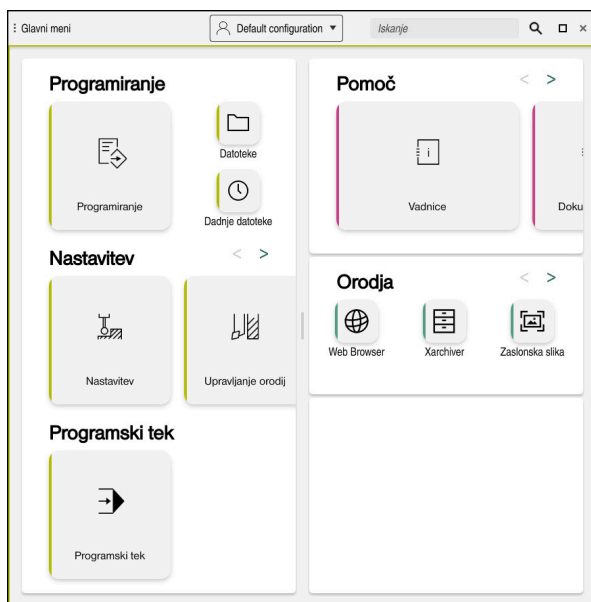 Glavni meni
Default configuration
Iskanje
Programiranje
Programiranje
Datoteke
Dadnje datoteke
Nastavitev
Nastavitev
Upravljanje orodij
Programski tek
Programski tek
Pomoč
Vadnice
Doku
Orodja
Web Browser
Xarchiver
Zaslonska slika